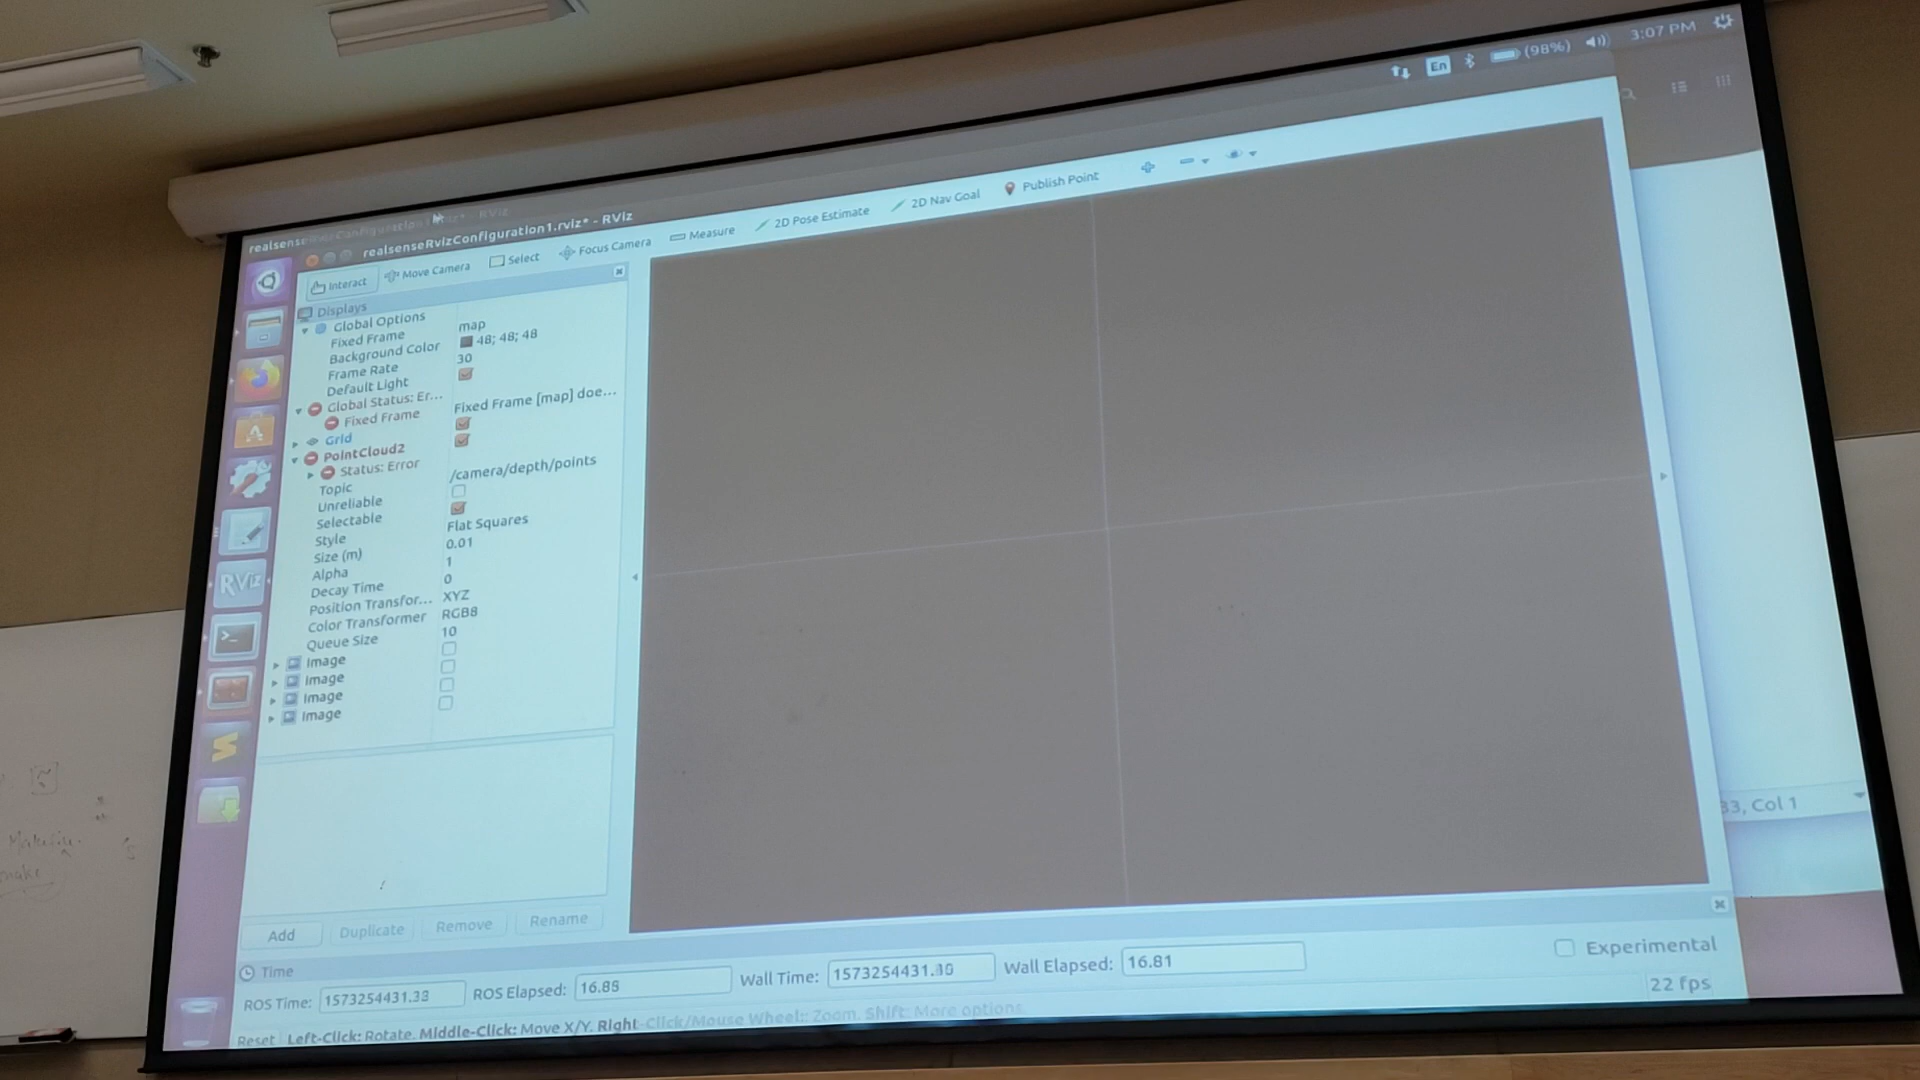 En (98%) 3:07 PM
realsenseRvizConfiguration1.rviz* - RViz
Interact Move Camera Select Focus Camera Measure 2D Pose Estimate 2D Nav Goal Publish Point
Displays
Global Options
Fixed Frame map
Background Color 48; 48; 48
Frame Rate 30
Default Light
Global Status: Er...
Fixed Frame Fixed Frame [map] doe...
Grid
PointCloud2
Status: Error
Topic /camera/depth/points
Unreliable
Selectable
Style Flat Squares
Size (m) 0.01
Alpha 1
Decay Time 0
Position Transfor... XYZ
Color Transformer RGB8
Queue Size 10
Image
Image
Image
Image
RViz
33, Col 1
Add Duplicate Remove Rename
Time
Experimental
ROS Time: ROS Elapsed: Wall Time: Wall Elapsed: 16.81
22 fps
Reset Left-Click: Rotate. Middle-Click: Move X/Y. Right-Click/Mouse Wheel:: Zoom. Shift: More options.